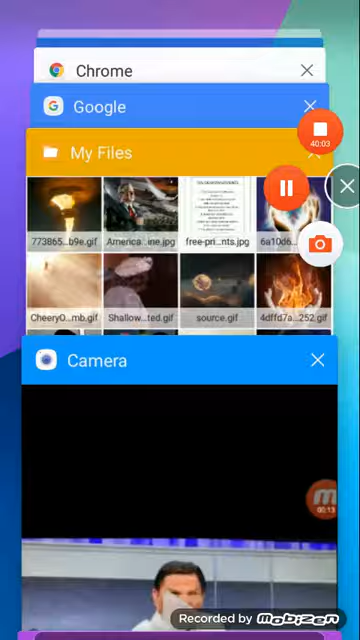 Chrome
Google
40:03
My Files
773865...b9e.gif
America...ine.jpg
free-pri...nts.jpg
6a10d6...
CheeryO...mb.gif
Shallow...ted.gif
source.gif
4dffd7a...252.gif
Camera
00:13
Recorded by MOBIZEN